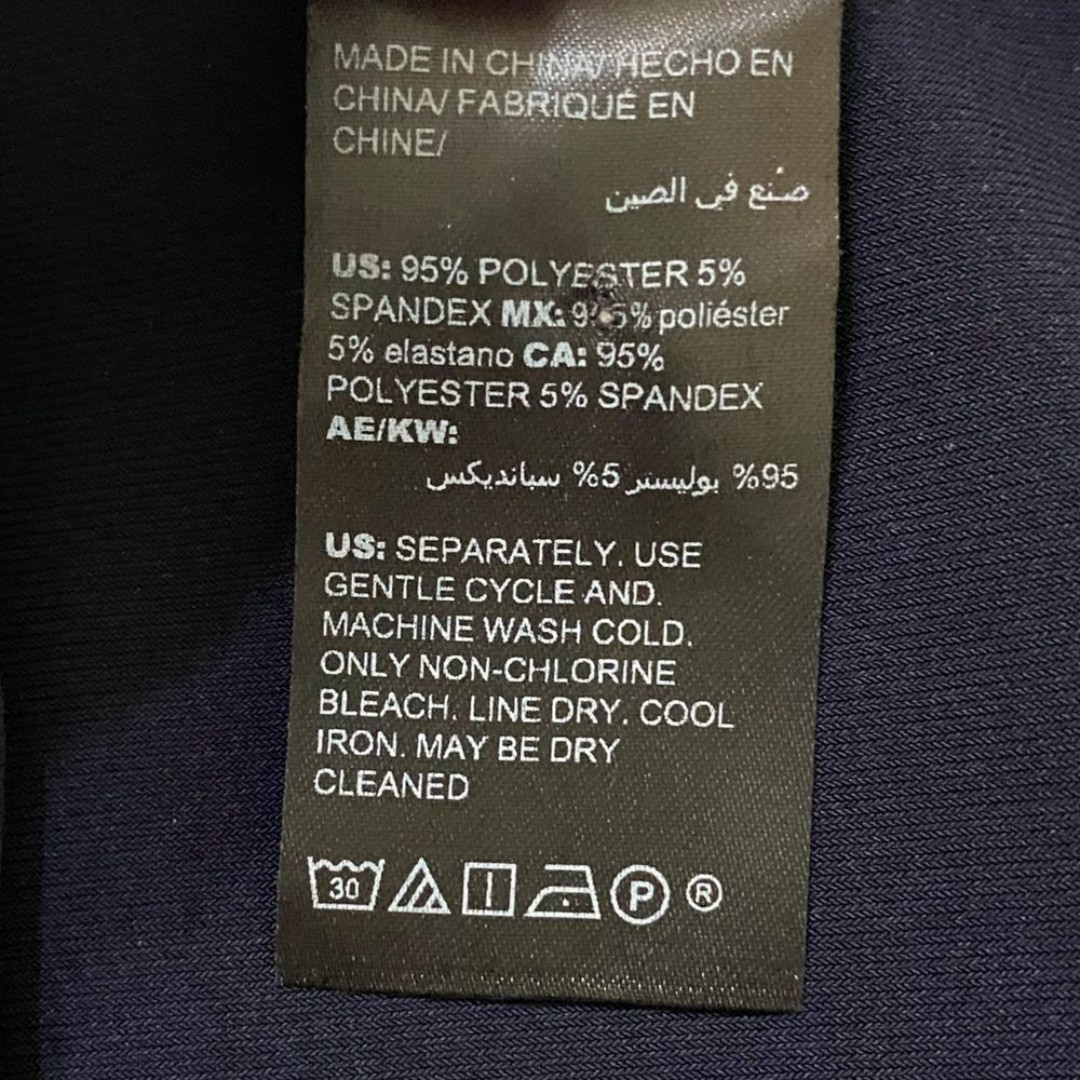 MADE IN CHINA/ HECHO EN
CHINA/ FABRIQUÉ EN
CHINE/
صنع في الصين
US: 95% POLYESTER 5%
SPANDEX MX: 95% poliéster
5% elastano CA: 95%
POLYESTER 5% SPANDEX
AE/KW:
95% بوليستر 5% سبانديكس
US: SEPARATELY. USE
GENTLE CYCLE AND.
MACHINE WASH COLD.
ONLY NON-CHLORINE
BLEACH. LINE DRY. COOL
IRON. MAY BE DRY
CLEANED
30 P ®